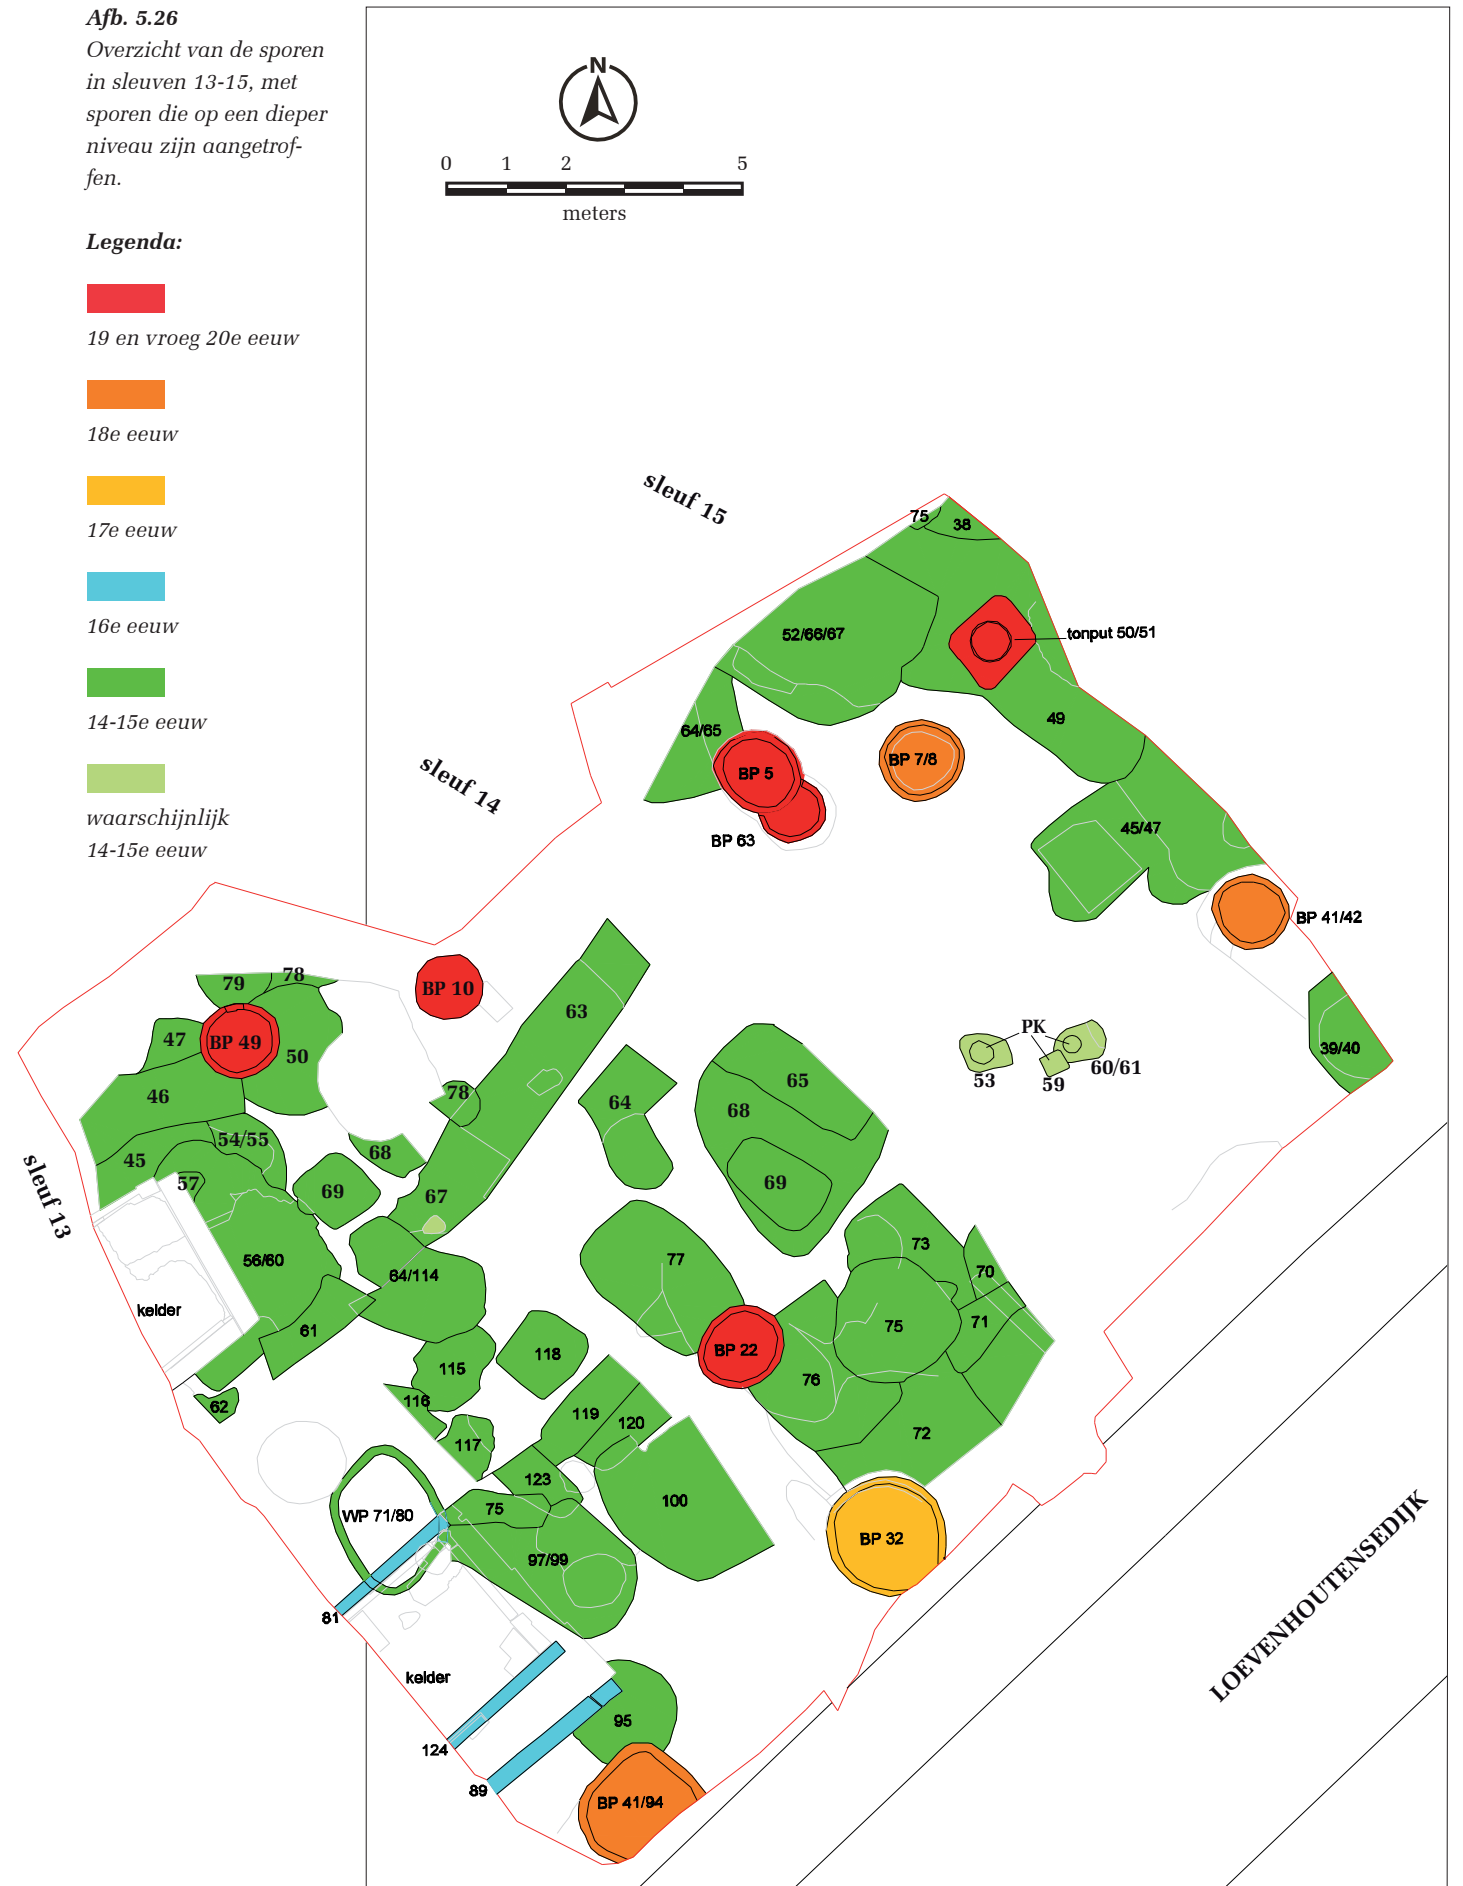 Afb. 5.26
Overzicht van de sporen
in sleuven 13-15, met
sporen die op een dieper
niveau zijn aangetrof-
fen.
Legenda:
19 en vroeg 20e eeuw
18e eeuw
17e eeuw
16e eeuw
14-15e eeuw
waarschijnlijk
14-15e eeuw
N
0 1 2 5
meters
sleuf 15
75
38
52/66/67
tonput 50/51
49
64/65
BP 5
BP 7/8
BP 63
45/47
BP 41/42
39/40
sleuf 14
79
78
BP 10
47
BP 49
50
63
46
78
64
65
68
69
PK
53
59
60/61
54/55
45
57
68
69
67
sleuf 13
56/60
64/114
kelder
61
77
73
70
71
75
115
118
BP 22
76
62
116
117
119
120
72
123
WP 71/80
75
100
BP 32
97/99
81
kelder
124
95
89
BP 41/94
LOEVENHOUTENSEDIJK